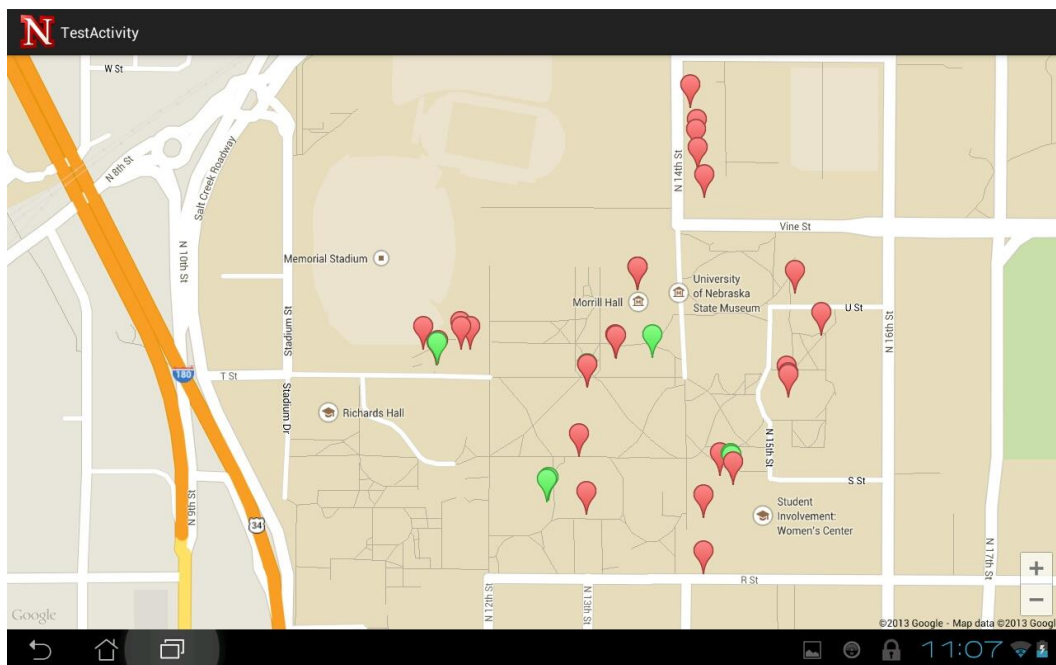 N TestActivity
W St
N 8th St
Salt Creek Roadway
N 10th St
N 14th St
Vine St
Memorial Stadium
Morrill Hall
University
of Nebraska
State Museum
U St
Stadium St
N 16th St
180
T St
Stadium Dr
Richards Hall
N 15th St
S St
N 9th St
34
Student
Involvement:
Women's Center
N 17th St
R St
N 12th St
N 13th St
+
−
Google
©2013 Google - Map data ©2013 Googl
11:07